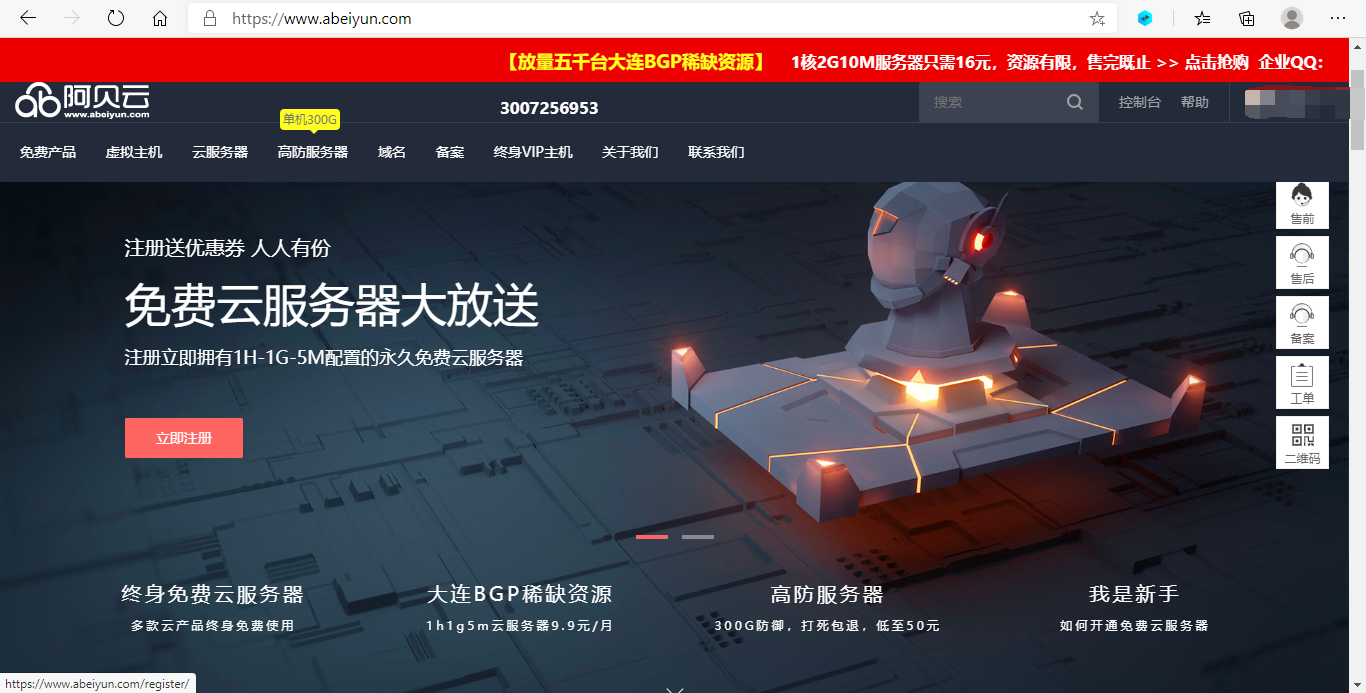 https://www.abeiyun.com
【放量五千台大连BGP稀缺资源】 1核2G10M服务器只需16元，资源有限，售完既止 >> 点击抢购 企业QQ：
阿贝云
www.abeiyun.com
3007256953
搜索
控制台 帮助
单机300G
免费产品 虚拟主机 云服务器 高防服务器 域名 备案 终身VIP主机 关于我们 联系我们
售前
售后
备案
工单
二维码
注册送优惠券 人人有份
免费云服务器大放送
注册立即拥有1H-1G-5M配置的永久免费云服务器
立即注册
终身免费云服务器 大连BGP稀缺资源 高防服务器 我是新手
多款云产品终身免费使用 1h1g5m云服务器9.9元/月 300G防御，打死包退，低至50元 如何开通免费云服务器
https://www.abeiyun.com/register/